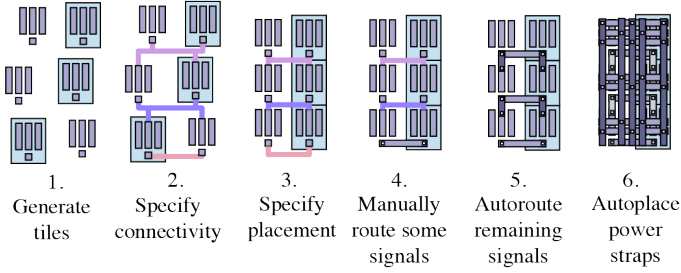 1.
Generate
tiles
2.
Specify
connectivity
3.
Specify
placement
4.
Manually
route some
signals
5.
Autoroute
remaining
signals
6.
Autoplace
power
straps